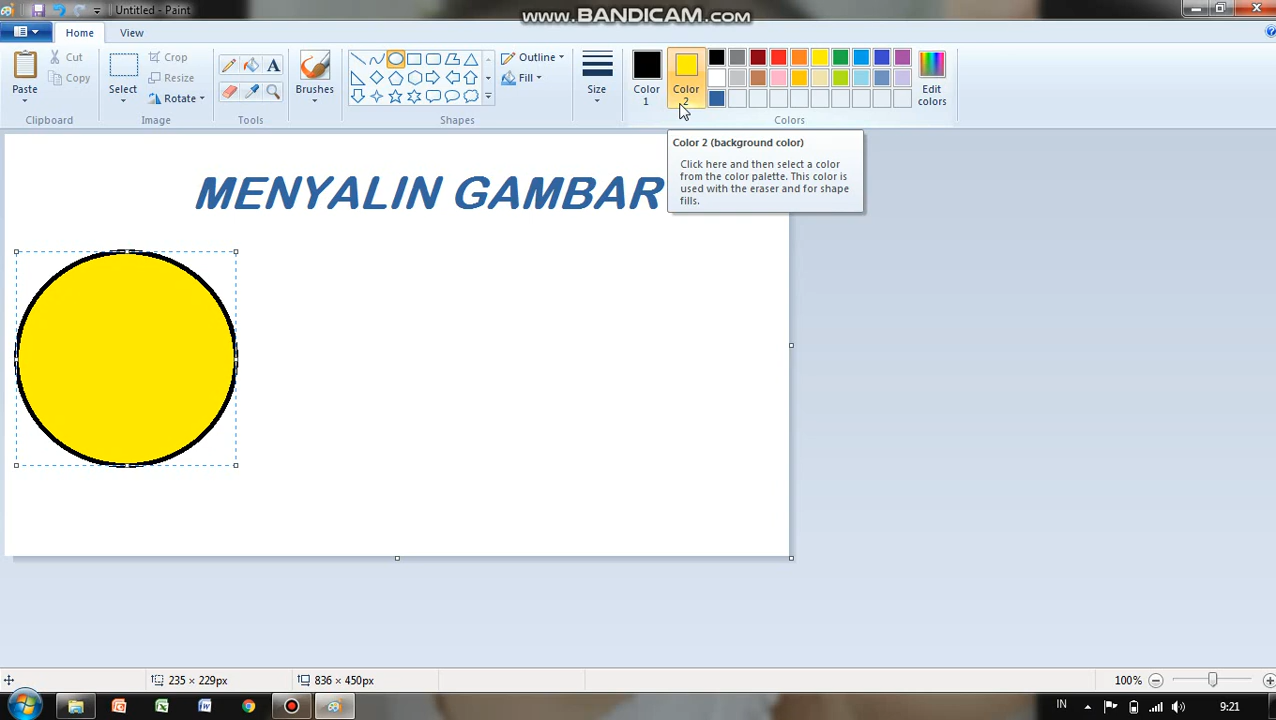 www.BANDICAM.com
Untitled - Paint
Home
View
Paste
Cut
Copy
Clipboard
Select
Crop
Resize
Rotate
Image
Tools
Brushes
Outline
Fill
Shapes
Size
Color 1
Color 2
Edit colors
Colors
Color 2 (background color)
Click here and then select a color
from the color palette. This color is
used with the eraser and for shape
fills.
MENYALIN GAMBAR
235 × 229px
836 × 450px
100%
IN
9:21